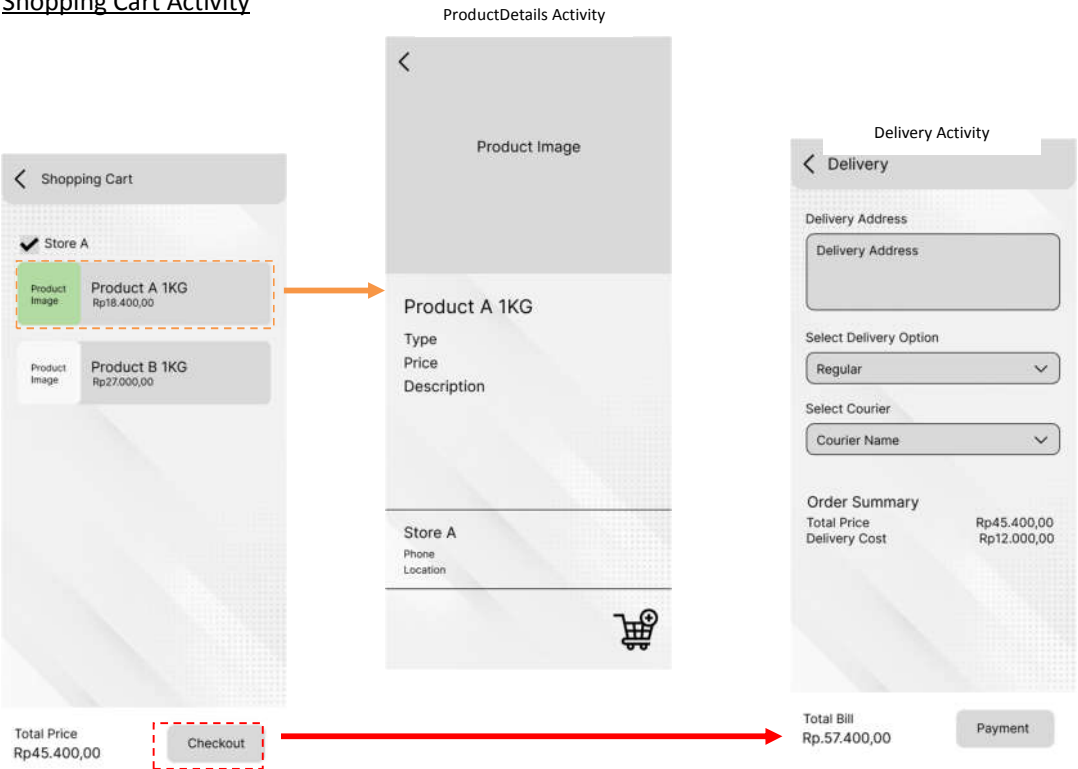 Shopping Cart Activity
ProductDetails Activity
Delivery Activity
Shopping Cart
Store A
Product
Image
Product A 1KG
Rp18.400,00
Product
Image
Product B 1KG
Rp27.000,00
Total Price
Rp45.400,00
Checkout
Product Image
Product A 1KG
Type
Price
Description
Store A
Phone
Location
Delivery
Delivery Address
Delivery Address
Select Delivery Option
Regular
Select Courier
Courier Name
Order Summary
Total Price Rp45.400,00
Delivery Cost Rp12.000,00
Total Bill
Rp.57.400,00
Payment